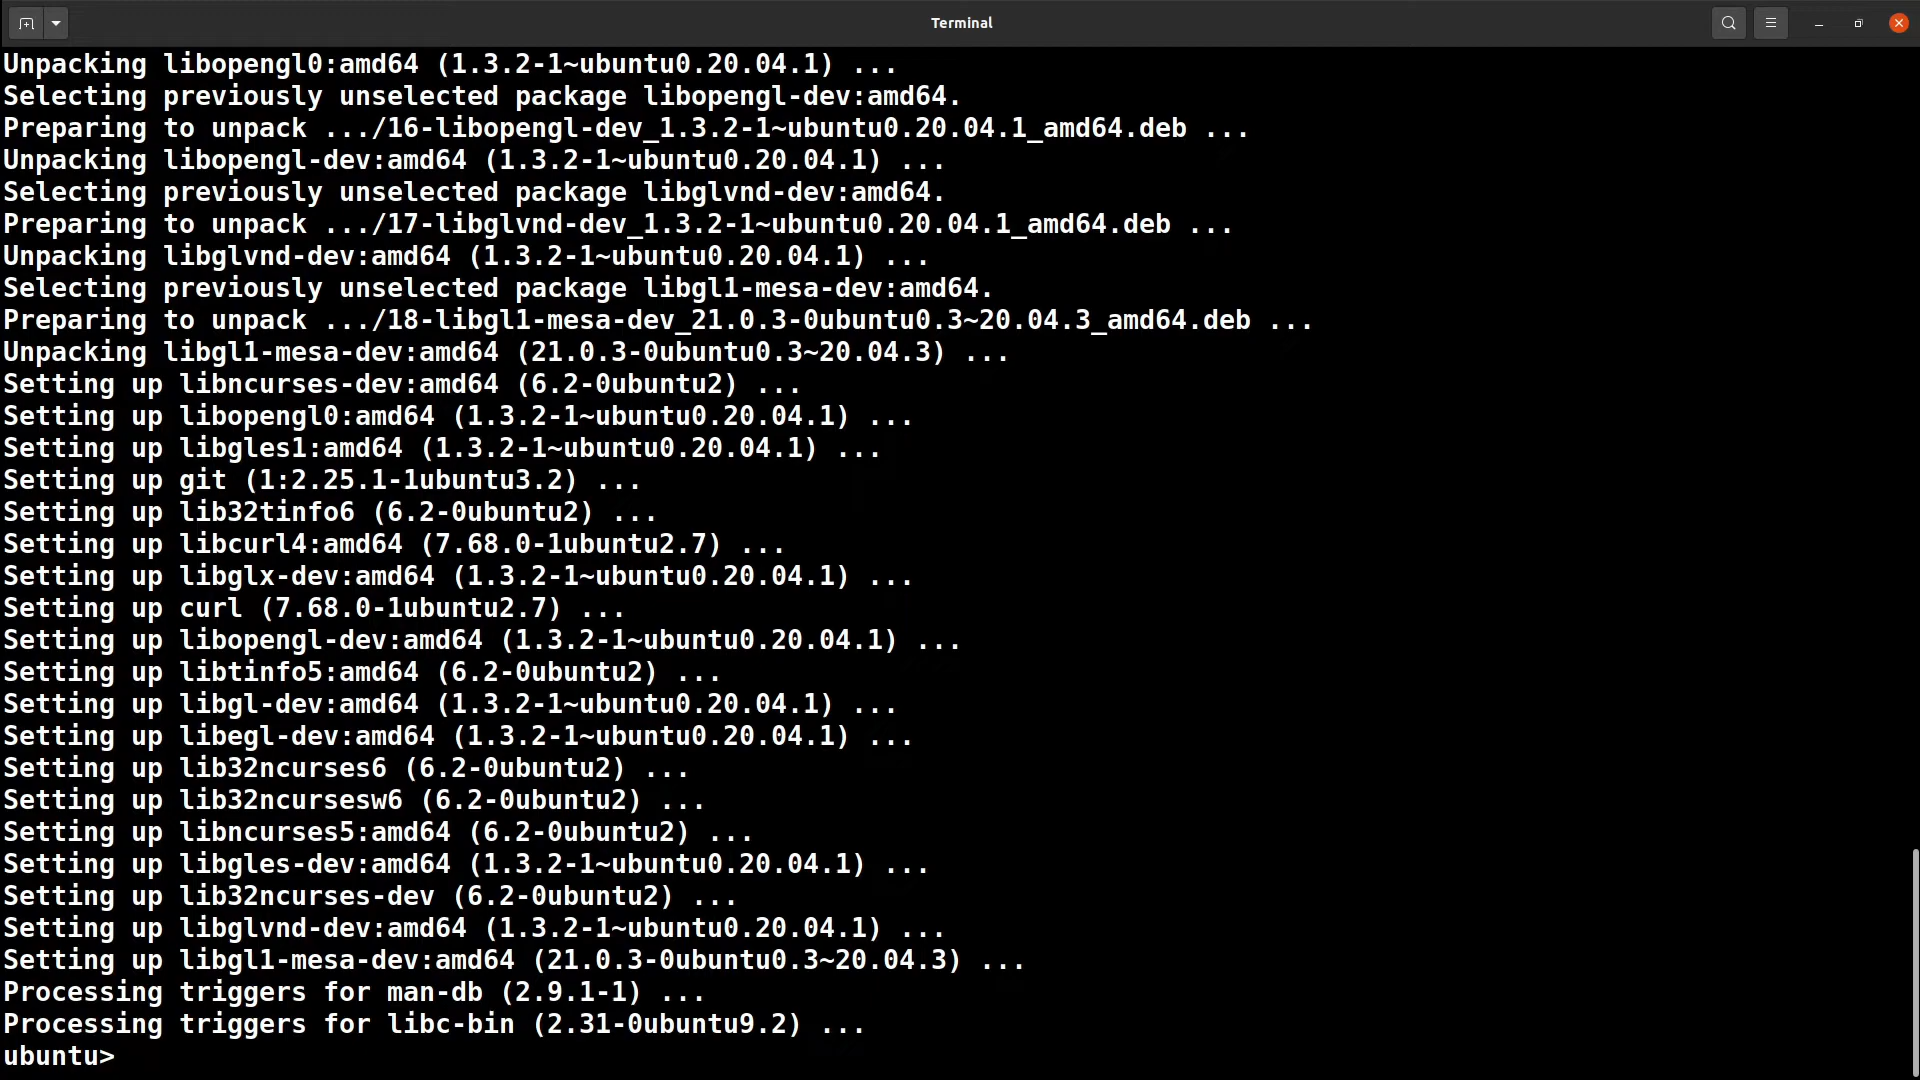 Terminal
Unpacking libopengl0:amd64 (1.3.2-1~ubuntu0.20.04.1) ...
Selecting previously unselected package libopengl-dev:amd64.
Preparing to unpack .../16-libopengl-dev_1.3.2-1~ubuntu0.20.04.1_amd64.deb ...
Unpacking libopengl-dev:amd64 (1.3.2-1~ubuntu0.20.04.1) ...
Selecting previously unselected package libglvnd-dev:amd64.
Preparing to unpack .../17-libglvnd-dev_1.3.2-1~ubuntu0.20.04.1_amd64.deb ...
Unpacking libglvnd-dev:amd64 (1.3.2-1~ubuntu0.20.04.1) ...
Selecting previously unselected package libgl1-mesa-dev:amd64.
Preparing to unpack .../18-libgl1-mesa-dev_21.0.3-0ubuntu0.3~20.04.3_amd64.deb ...
Unpacking libgl1-mesa-dev:amd64 (21.0.3-0ubuntu0.3~20.04.3) ...
Setting up libncurses-dev:amd64 (6.2-0ubuntu2) ...
Setting up libopengl0:amd64 (1.3.2-1~ubuntu0.20.04.1) ...
Setting up libgles1:amd64 (1.3.2-1~ubuntu0.20.04.1) ...
Setting up git (1:2.25.1-1ubuntu3.2) ...
Setting up lib32tinfo6 (6.2-0ubuntu2) ...
Setting up libcurl4:amd64 (7.68.0-1ubuntu2.7) ...
Setting up libglx-dev:amd64 (1.3.2-1~ubuntu0.20.04.1) ...
Setting up curl (7.68.0-1ubuntu2.7) ...
Setting up libopengl-dev:amd64 (1.3.2-1~ubuntu0.20.04.1) ...
Setting up libtinfo5:amd64 (6.2-0ubuntu2) ...
Setting up libgl-dev:amd64 (1.3.2-1~ubuntu0.20.04.1) ...
Setting up libegl-dev:amd64 (1.3.2-1~ubuntu0.20.04.1) ...
Setting up lib32ncurses6 (6.2-0ubuntu2) ...
Setting up lib32ncursesw6 (6.2-0ubuntu2) ...
Setting up libncurses5:amd64 (6.2-0ubuntu2) ...
Setting up libgles-dev:amd64 (1.3.2-1~ubuntu0.20.04.1) ...
Setting up lib32ncurses-dev (6.2-0ubuntu2) ...
Setting up libglvnd-dev:amd64 (1.3.2-1~ubuntu0.20.04.1) ...
Setting up libgl1-mesa-dev:amd64 (21.0.3-0ubuntu0.3~20.04.3) ...
Processing triggers for man-db (2.9.1-1) ...
Processing triggers for libc-bin (2.31-0ubuntu9.2) ...
ubuntu>